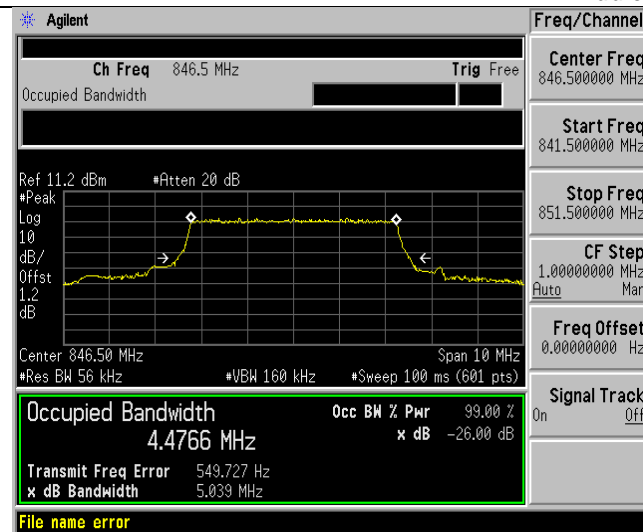 Agilent
Freq/Channel
Ch Freq 846.5 MHz Trig Free
Occupied Bandwidth
Center Freq
846.500000 MHz
Start Freq
841.500000 MHz
Stop Freq
851.500000 MHz
CF Step
1.00000000 MHz
Auto Man
Freq Offset
0.00000000 Hz
Signal Track
On Off
Ref 11.2 dBm #Atten 20 dB
#Peak
Log
10
dB/
Offst
1.2
dB
Center 846.50 MHz Span 10 MHz
#Res BW 56 kHz #VBW 160 kHz #Sweep 100 ms (601 pts)
Occupied Bandwidth Occ BW % Pwr 99.00 %
4.4766 MHz x dB -26.00 dB
Transmit Freq Error 549.727 Hz
x dB Bandwidth 5.039 MHz
File name error